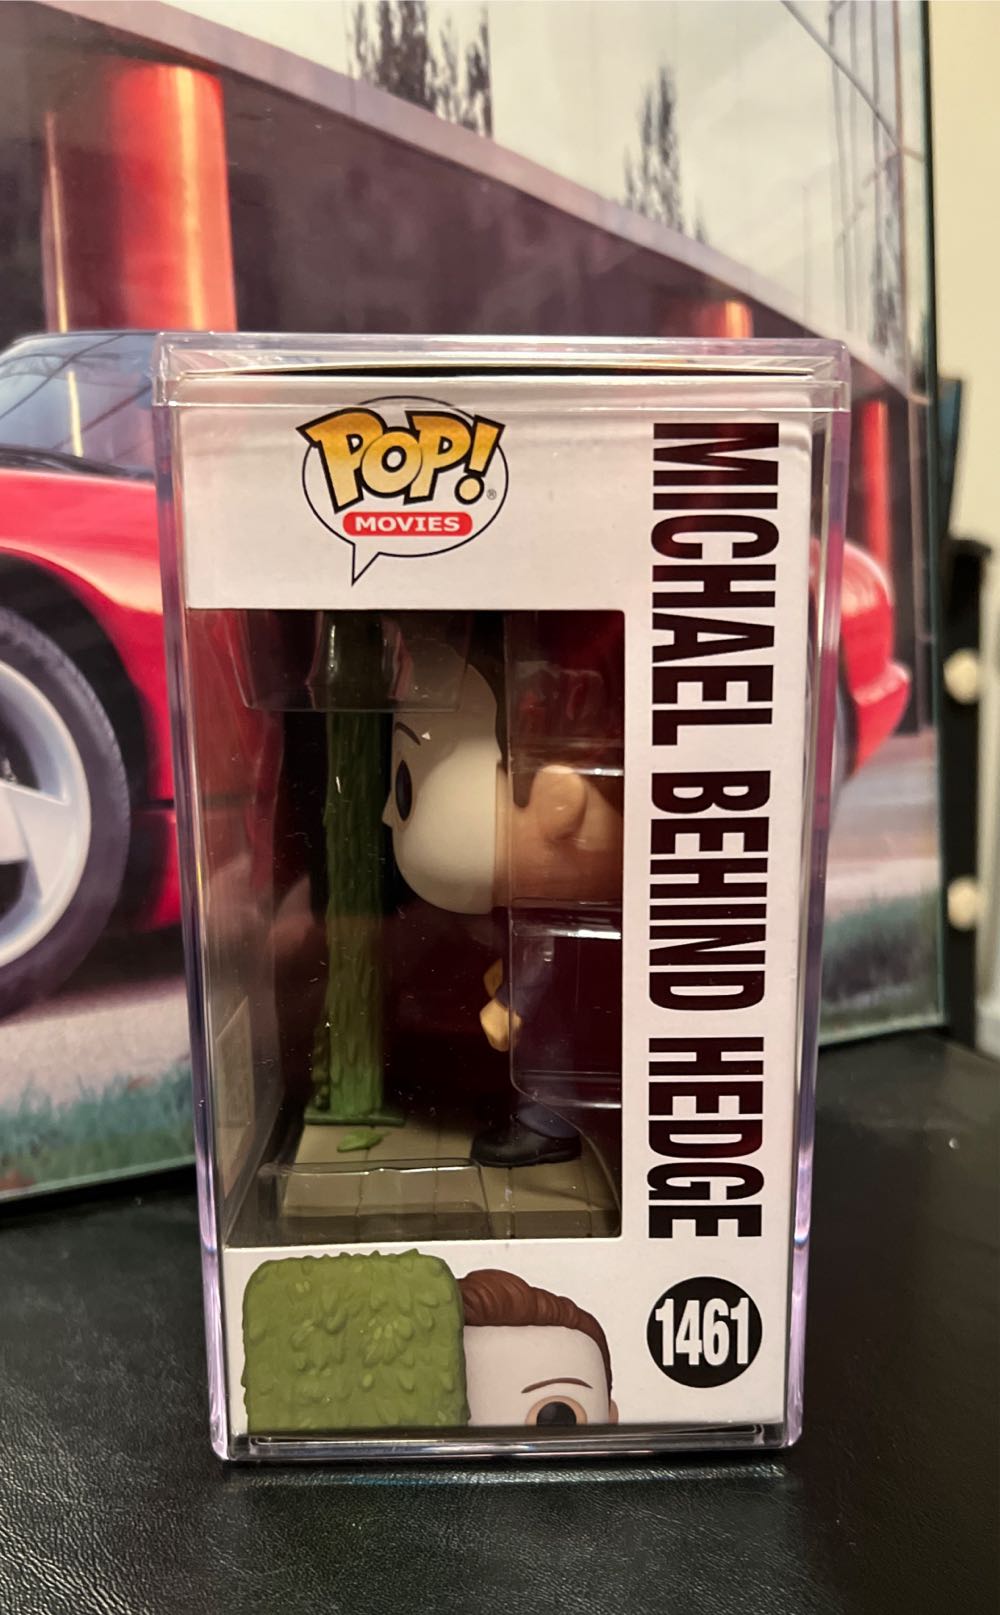 POP!
®
MOVIES
MICHAEL BEHIND HEDGE
1461